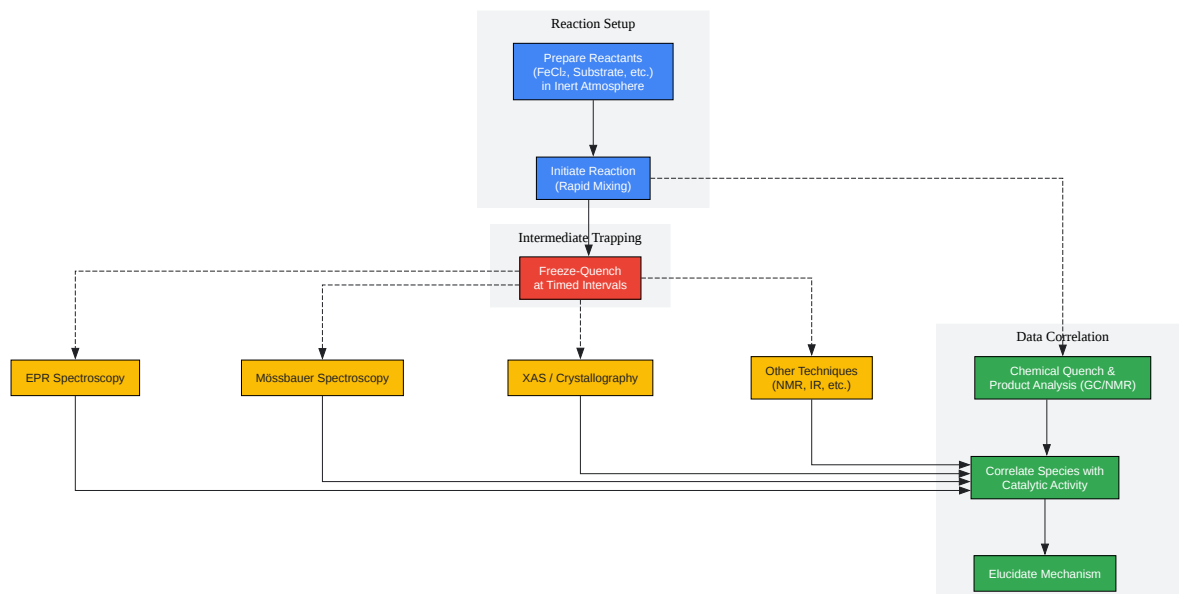 Reaction Setup
Prepare Reactants
(FeCl₂, Substrate, etc.)
in Inert Atmosphere
Initiate Reaction
(Rapid Mixing)
Intermediate Trapping
Freeze-Quench
at Timed Intervals
EPR Spectroscopy
Mössbauer Spectroscopy
XAS / Crystallography
Other Techniques
(NMR, IR, etc.)
Data Correlation
Chemical Quench &
Product Analysis (GC/NMR)
Correlate Species with
Catalytic Activity
Elucidate Mechanism